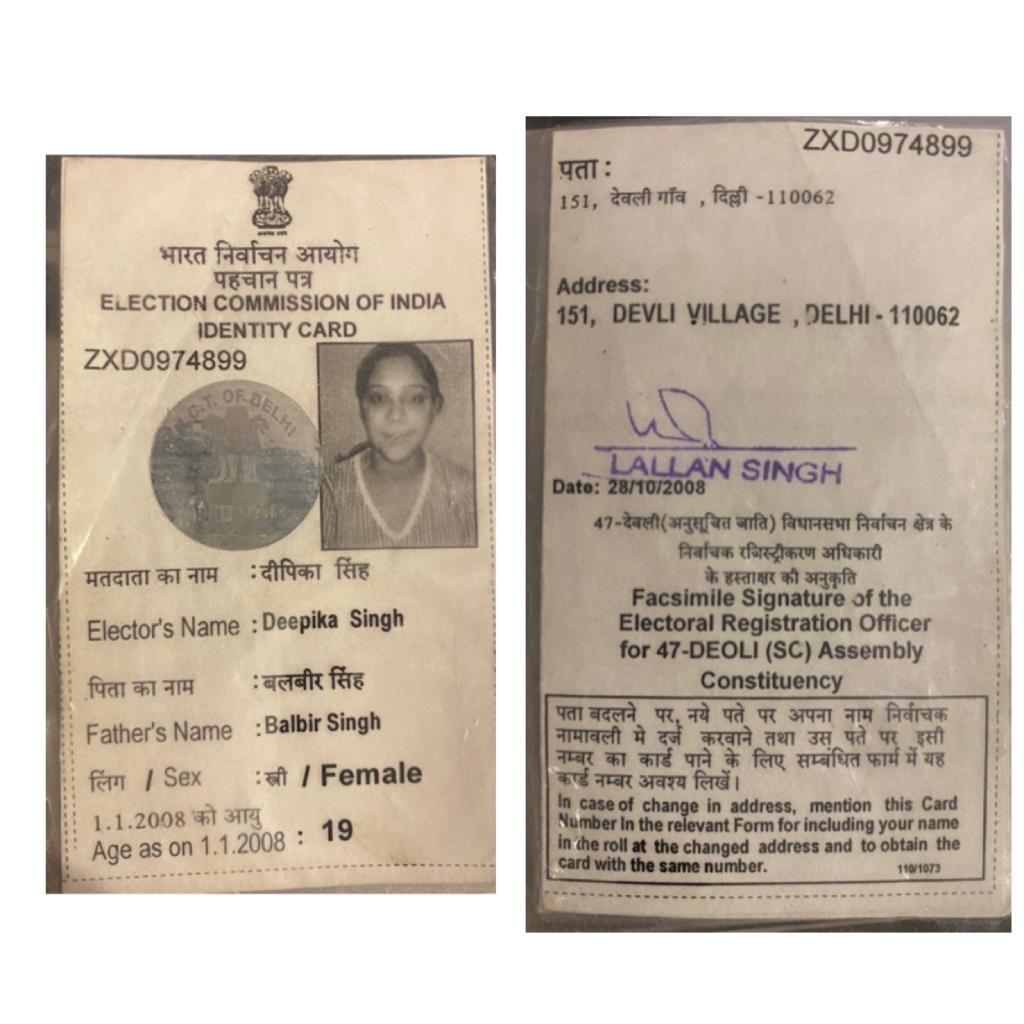 भारत निर्वाचन आयोग
पहचान पत्र
ELECTION COMMISSION OF INDIA
IDENTITY CARD
ZXD0974899
N.C.T. OF DELHI
मतदाता का नाम : दीपिका सिंह
Elector's Name : Deepika Singh
पिता का नाम : बलबीर सिंह
Father's Name : Balbir Singh
लिंग / Sex : स्त्री / Female
1.1.2008 को आयु
Age as on 1.1.2008 : 19
ZXD0974899
पता :
151, देवली गाँव , दिल्ली -110062
Address:
151, DEVLI VILLAGE , DELHI - 110062
LALLAN SINGH
Date: 28/10/2008
47-देवली(अनुसूचित जाति) विधानसभा निर्वाचन क्षेत्र के
निर्वाचक रजिस्ट्रीकरण अधिकारी
के हस्ताक्षर की अनुकृति
Facsimile Signature of the
Electoral Registration Officer
for 47-DEOLI (SC) Assembly
Constituency
पता बदलने पर, नये पते पर अपना नाम निर्वाचक
नामावली मे दर्ज करवाने तथा उस पते पर इसी
नम्बर का कार्ड पाने के लिए सम्बंधित फार्म में यह
कार्ड नम्बर अवश्य लिखें।
In case of change in address, mention this Card
Number In the relevant Form for including your name
in the roll at the changed address and to obtain the
card with the same number.
110/1073